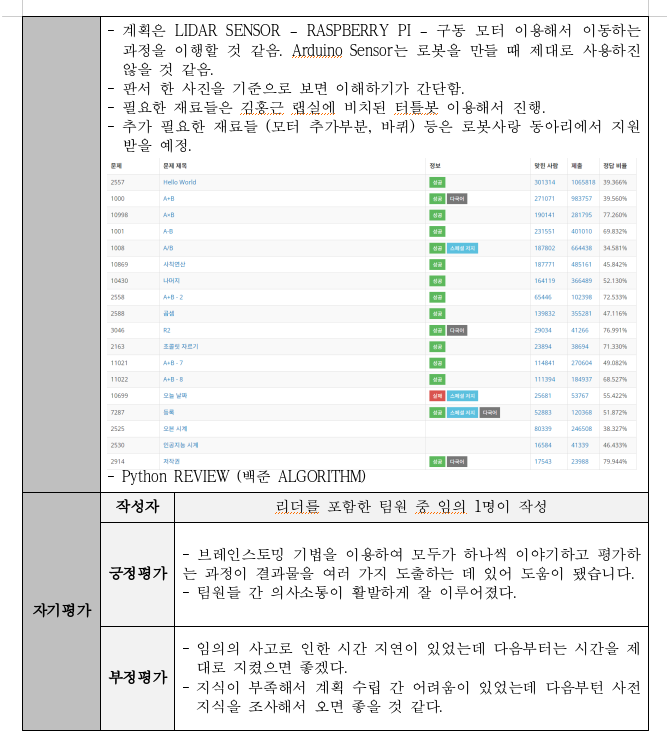 - 계획은 LIDAR SENSOR - RASPBERRY PI - 구동 모터 이용해서 이동하는
과정을 이행할 것 같음. Arduino Sensor는 로봇을 만들 때 제대로 사용하진
않을 것 같음.
- 판서 한 사진을 기준으로 보면 이해하기가 간단함.
- 필요한 재료들은 김홍근 랩실에 비치된 터틀봇 이용해서 진행.
- 추가 필요한 재료들 (모터 추가부분, 바퀴) 등은 로봇사랑 동아리에서 지원
받을 예정.
문제 문제 제목 정보 맞힌 사람 제출 정답 비율
2557 Hello World 성공 301314 1065818 39.366%
1000 A+B 성공 다국어 271071 983757 39.560%
10998 A×B 성공 190141 281795 77.260%
1001 A-B 성공 231551 401010 69.832%
1008 A/B 성공 스페셜 저지 187802 664438 34.581%
10869 사칙연산 성공 187771 485161 45.842%
10430 나머지 성공 164119 366489 52.130%
2558 A+B - 2 성공 65446 102398 72.533%
2588 곱셈 성공 139832 355281 47.116%
3046 R2 성공 다국어 29034 41266 76.991%
2163 초콜릿 자르기 성공 23894 38694 71.330%
11021 A+B - 7 성공 114841 270604 49.082%
11022 A+B - 8 성공 111394 184937 68.527%
10699 오늘 날짜 실패 스페셜 저지 25681 53767 55.422%
7287 등록 성공 스페셜 저지 다국어 52883 120368 51.872%
2525 오븐 시계 80339 246508 38.327%
2530 인공지능 시계 16584 41339 46.433%
2914 저작권 성공 다국어 17543 23988 79.944%
- Python REVIEW (백준 ALGORITHM)
자기평가
작성자 리더를 포함한 팀원 중 임의 1명이 작성
긍정평가
- 브레인스토밍 기법을 이용하여 모두가 하나씩 이야기하고 평가하
는 과정이 결과물을 여러 가지 도출하는 데 있어 도움이 됐습니다.
- 팀원들 간 의사소통이 활발하게 잘 이루어졌다.
부정평가
- 임의의 사고로 인한 시간 지연이 있었는데 다음부터는 시간을 제
대로 지켰으면 좋겠다.
- 지식이 부족해서 계획 수립 간 어려움이 있었는데 다음부턴 사전
지식을 조사해서 오면 좋을 것 같다.